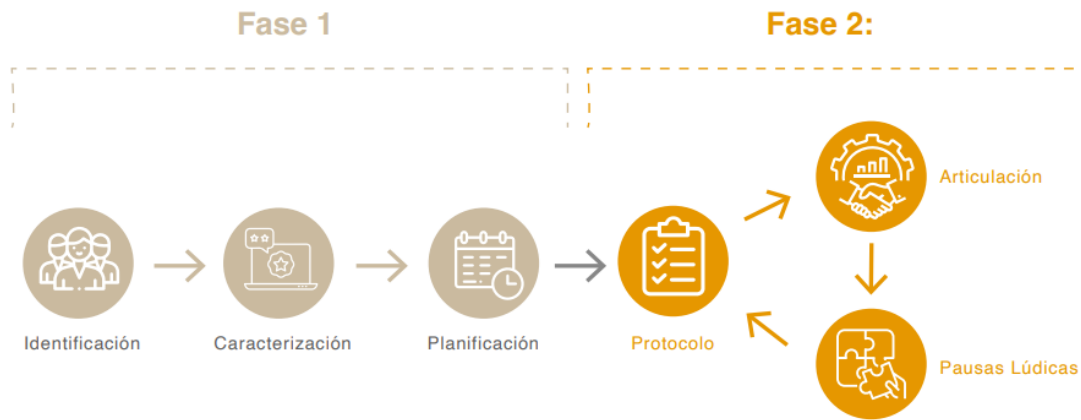 Fase 1
Fase 2:
Identificación
Caracterización
Planificación
Protocolo
Articulación
Pausas Lúdicas